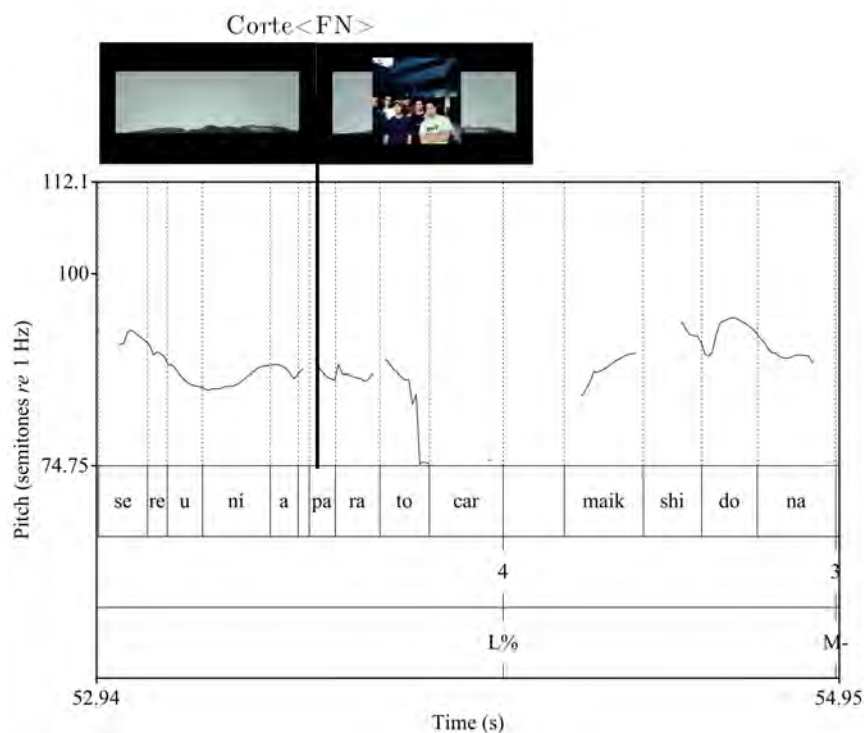 Corte<FN>
112.1
100
74.75
Pitch (semitones re 1 Hz)
se re u ni a pa ra to car maik shi do na
4 3
L% M-
52.94 54.95
Time (s)